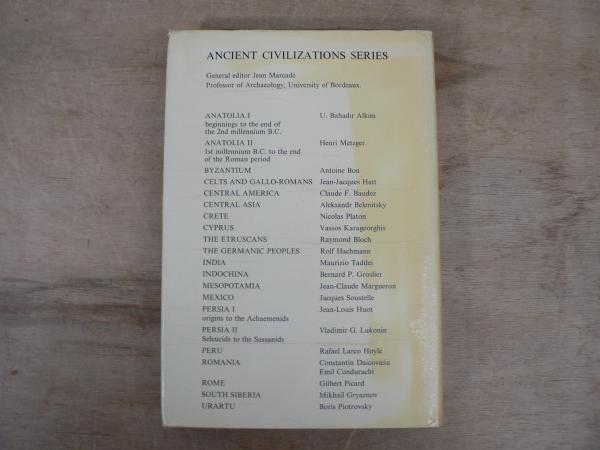 ANCIENT CIVILIZATIONS SERIES
General editor Jean Marcadé
Professor of Archaeology, University of Bordeaux.
ANATOLIA I U. Bahadır Alkım
beginnings to the end of
the 2nd millennium B.C.
ANATOLIA II Henri Metzger
1st millennium B.C. to the end
of the Roman period
BYZANTIUM Antoine Bon
CELTS AND GALLO-ROMANS Jean-Jacques Hatt
CENTRAL AMERICA Claude F. Baudez
CENTRAL ASIA Aleksandr Belenitsky
CRETE Nicolas Platon
CYPRUS Vassos Karageorghis
THE ETRUSCANS Raymond Bloch
THE GERMANIC PEOPLES Rolf Hachmann
INDIA Maurizio Taddei
INDOCHINA Bernard P. Groslier
MESOPOTAMIA Jean-Claude Margueron
MEXICO Jacques Soustelle
PERSIA I Jean-Louis Huot
origins to the Achaemenids
PERSIA II Vladimir G. Lukonin
Seleucids to the Sassanids
PERU Rafael Larco Hoyle
ROMANIA Constantin Daicoviciu
Emil Condurachi
ROME Gilbert Picard
SOUTH SIBERIA Mikhail Gryaznov
URARTU Boris Piotrovsky